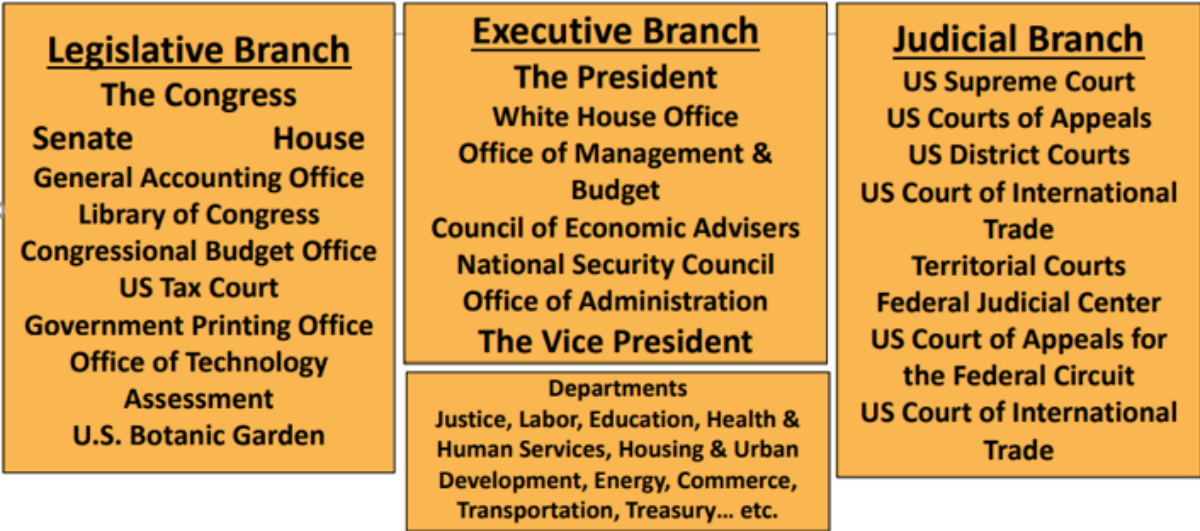 Legislative Branch
The Congress
Senate House
General Accounting Office
Library of Congress
Congressional Budget Office
US Tax Court
Government Printing Office
Office of Technology
Assessment
U.S. Botanic Garden
Executive Branch
The President
White House Office
Office of Management &
Budget
Council of Economic Advisers
National Security Council
Office of Administration
The Vice President
Departments
Justice, Labor, Education, Health &
Human Services, Housing & Urban
Development, Energy, Commerce,
Transportation, Treasury... etc.
Judicial Branch
US Supreme Court
US Courts of Appeals
US District Courts
US Court of International
Trade
Territorial Courts
Federal Judicial Center
US Court of Appeals for
the Federal Circuit
US Court of International
Trade